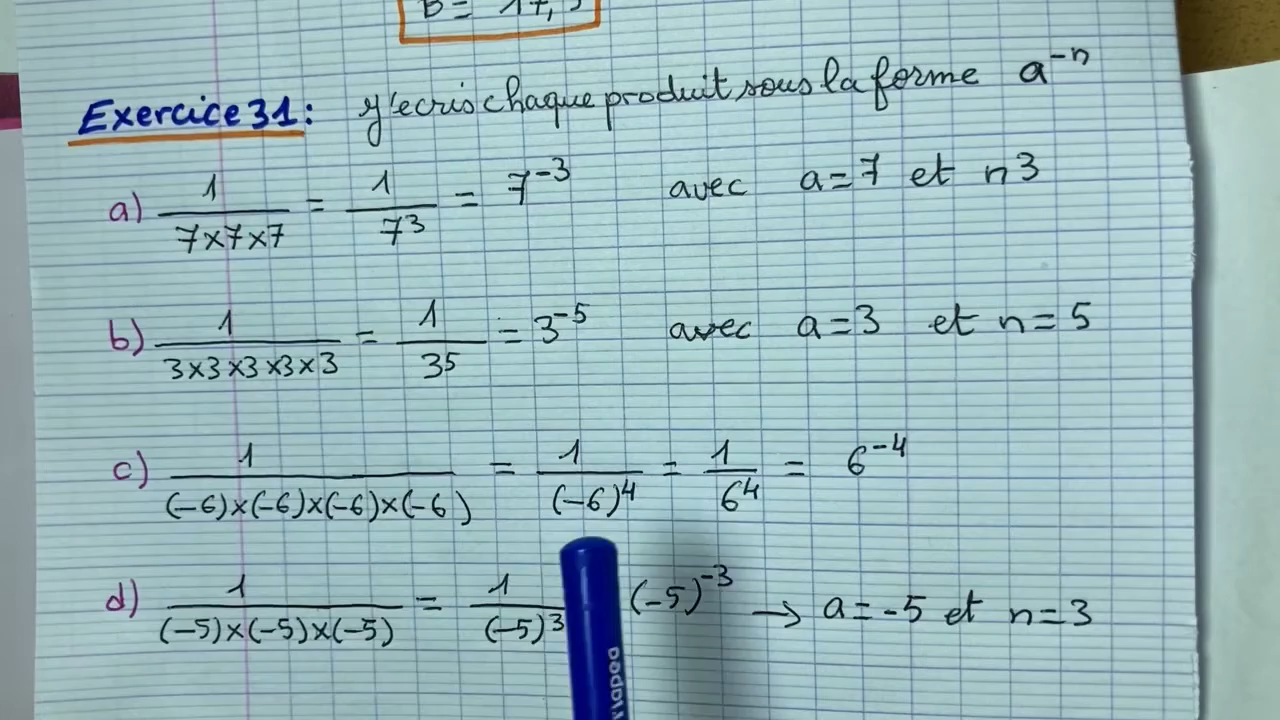 B = 17,5
Exercice 31 : J'ecris chaque produit sous la forme a⁻ⁿ
a) 1/(7×7×7) = 1/7³ = 7⁻³ avec a = 7 et n 3
b) 1/(3×3×3×3×3) = 1/35 = 3⁻⁵ avec a = 3 et n = 5
c) 1/((-6)×(-6)×(-6)×(-6)) = 1/(-6)⁴ = 1/6⁴ = 6⁻⁴
d) 1/((-5)×(-5)×(-5)) = 1/(-5)³ (-5)⁻³ → a = -5 et n = 3